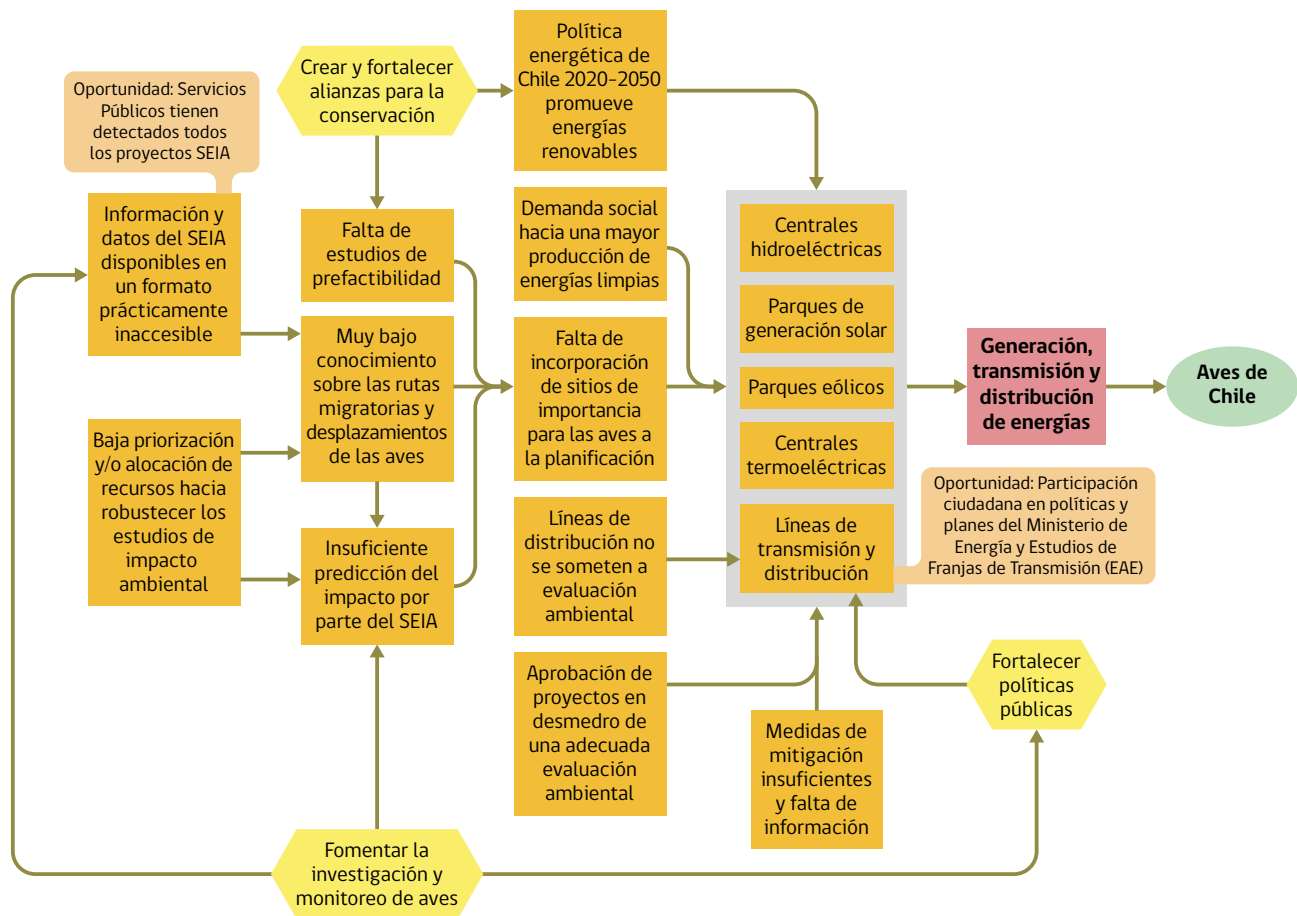 Oportunidad: Servicios
Públicos tienen
detectados todos
los proyectos SEIA
Crear y fortalecer
alianzas para la
conservación
Política
energética de
Chile 2020-2050
promueve
energías
renovables
Información y
datos del SEIA
disponibles en
un formato
prácticamente
inaccesible
Falta de
estudios de
prefactibilidad
Demanda social
hacia una mayor
producción de
energías limpias
Centrales
hidroeléctricas
Parques de
generación solar
Parques eólicos
Centrales
termoeléctricas
Líneas de
transmisión y
distribución
Muy bajo
conocimiento
sobre las rutas
migratorias y
desplazamientos
de las aves
Falta de
incorporación
de sitios de
importancia
para las aves a
la planificación
Generación,
transmisión y
distribución
de energías
Aves de
Chile
Baja priorización
y/o alocación de
recursos hacia
robustecer los
estudios de
impacto
ambiental
Insuficiente
predicción del
impacto por
parte del SEIA
Líneas de
distribución no
se someten a
evaluación
ambiental
Oportunidad: Participación
ciudadana en políticas y
planes del Ministerio de
Energía y Estudios de
Franjas de Transmisión (EAE)
Aprobación de
proyectos en
desmedro de
una adecuada
evaluación
ambiental
Medidas de
mitigación
insuficientes
y falta de
información
Fortalecer
políticas
públicas
Fomentar la
investigación y
monitoreo de aves